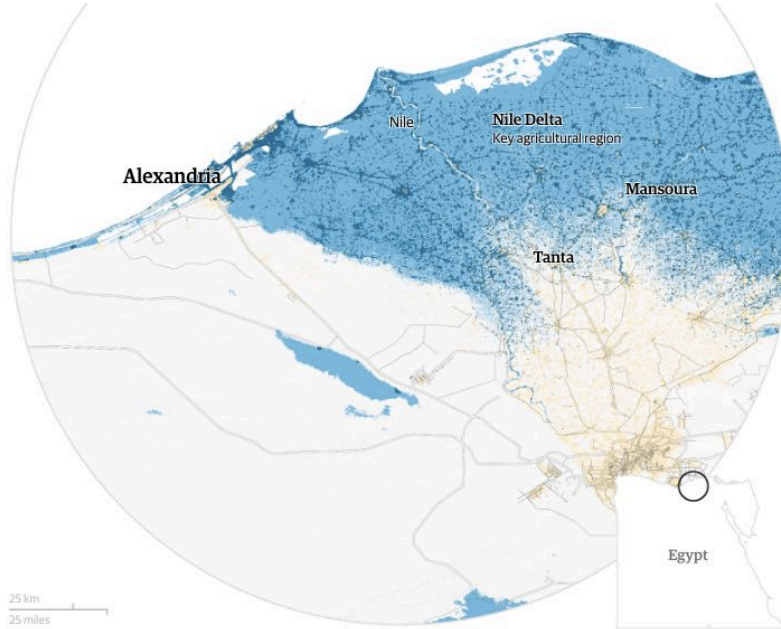 Nile
Nile Delta
Key agricultural region
Alexandria
Mansoura
Tanta
Egypt
25 km
25 miles